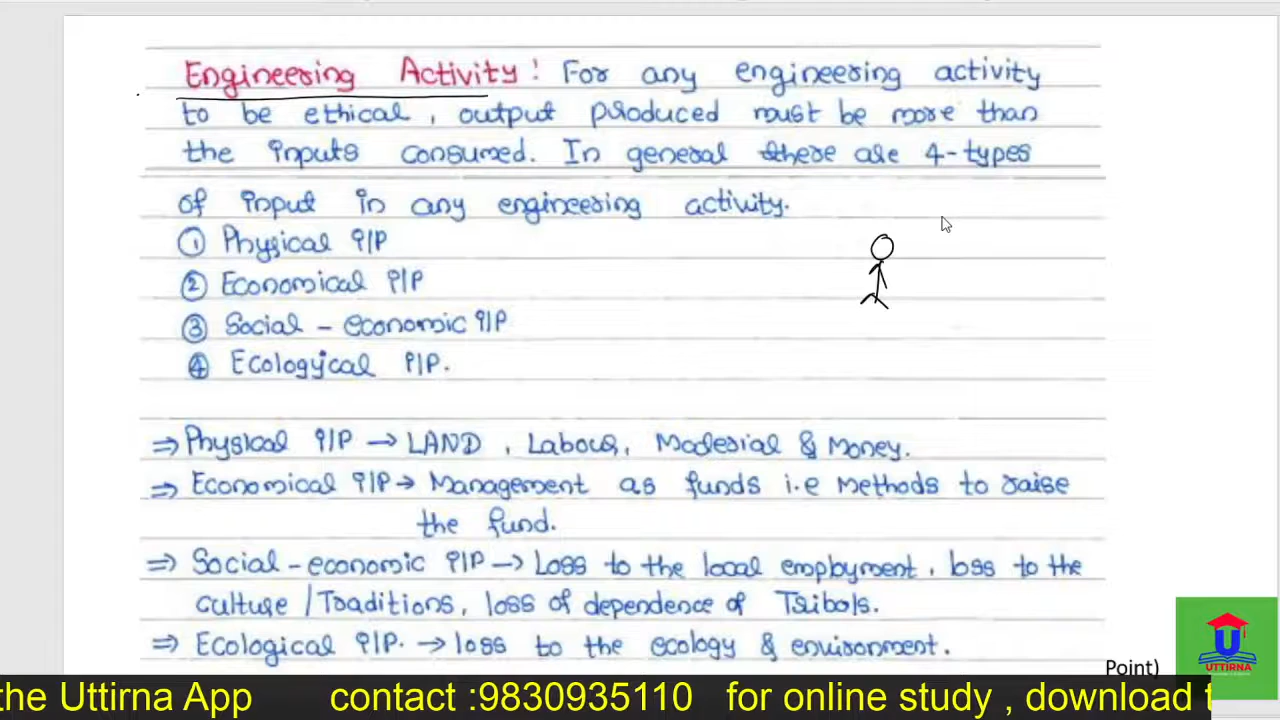 Engineering Activity: For any engineering activity
to be ethical, output produced must be more than
the inputs consumed. In general there are 4-types
of input in any engineering activity.
① Physical I/P
② Economical I/P
③ Social - economic I/P
④ Ecologycal I/P.
⇒ Physical I/P → LAND, Labour, Material & Money.
⇒ Economical I/P → Management as funds i.e Methods to raise
the fund.
⇒ Social - economic I/P → Loss to the local employment, loss to the
culture / Traditions, loss of dependence of Tribals.
⇒ Ecological I/P. → loss to the ecology & environment.
Point)
UTTIRNA
the Uttirna App contact :9830935110 for online study , download t